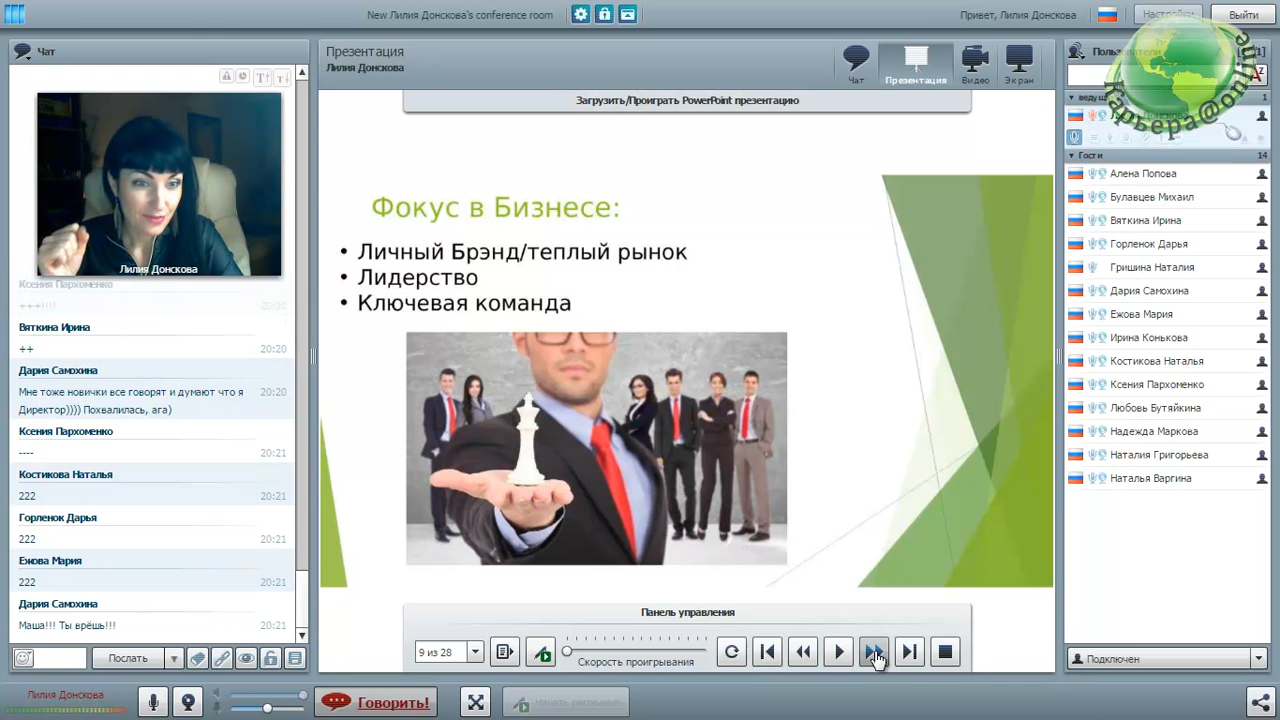 New Лилия Донскова's conference room
Привет, Лилия Донскова
Настройки
Выйти
Чат
Лилия Донскова
Ксения Пархоменко
+++!!!!
20:20
Вяткина Ирина
++
20:20
Дария Самохина
Мне тоже новички все говорят и думают что я
20:20
Директор)))) Похвалилась, ага)
Ксения Пархоменко
----
20:21
Костикова Наталья
222
20:21
Горленок Дарья
222
20:21
Ежова Мария
222
20:21
Дария Самохина
Маша!!! Ты врёшь!!!
20:21
Послать
Лилия Донскова
Говорить!
Презентация
Лилия Донскова
Чат
Презентация
Видео
Экран
Загрузить/Проиграть PowerPoint презентацию
Фокус в Бизнесе:
• Личный Брэнд/теплый рынок
• Лидерство
• Ключевая команда
Панель управления
9 из 28
Скорость проигрывания
Карьера@online
ведущ
1
Гости
14
Алена Попова
Булавцев Михаил
Вяткина Ирина
Горленок Дарья
Гришина Наталия
Дария Самохина
Ежова Мария
Ирина Конькова
Костикова Наталья
Ксения Пархоменко
Любовь Бутяйкина
Надежда Маркова
Наталия Григорьева
Наталья Варгина
Подключен